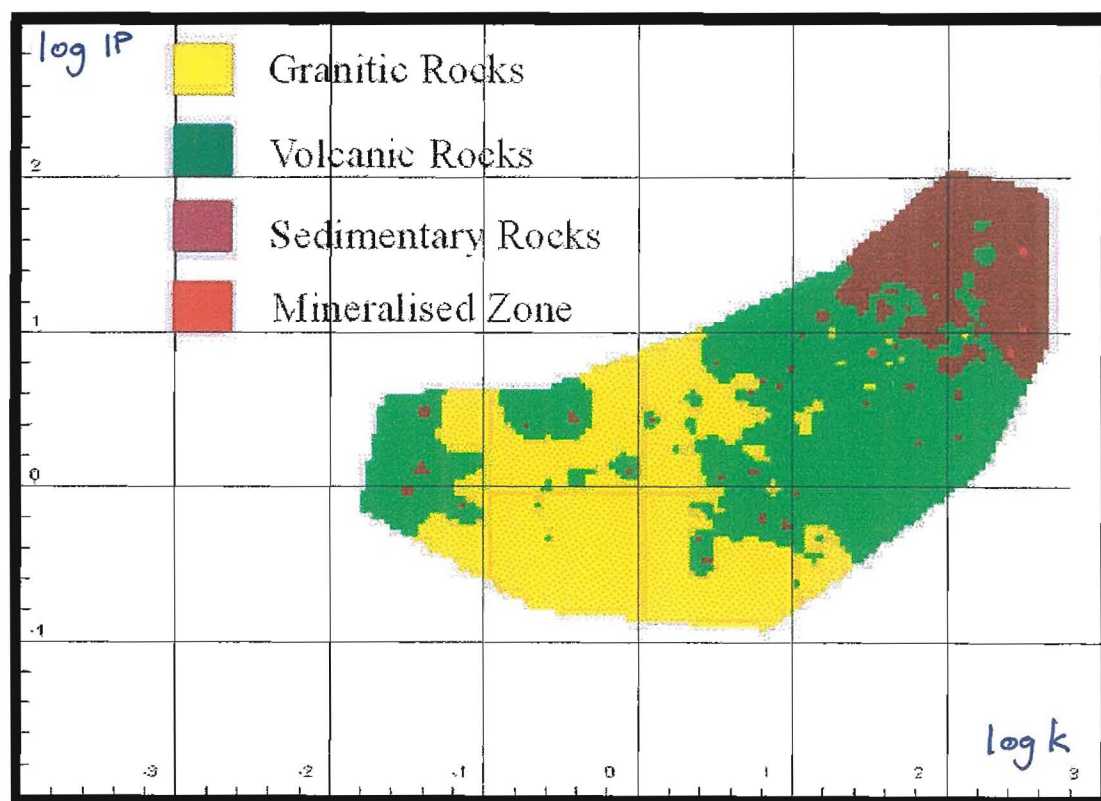 log IP
Granitic Rocks
Volcanic Rocks
2
Sedimentary Rocks
Mineralised Zone
1
0
-1
log k
-3
-1
0
1
2
3